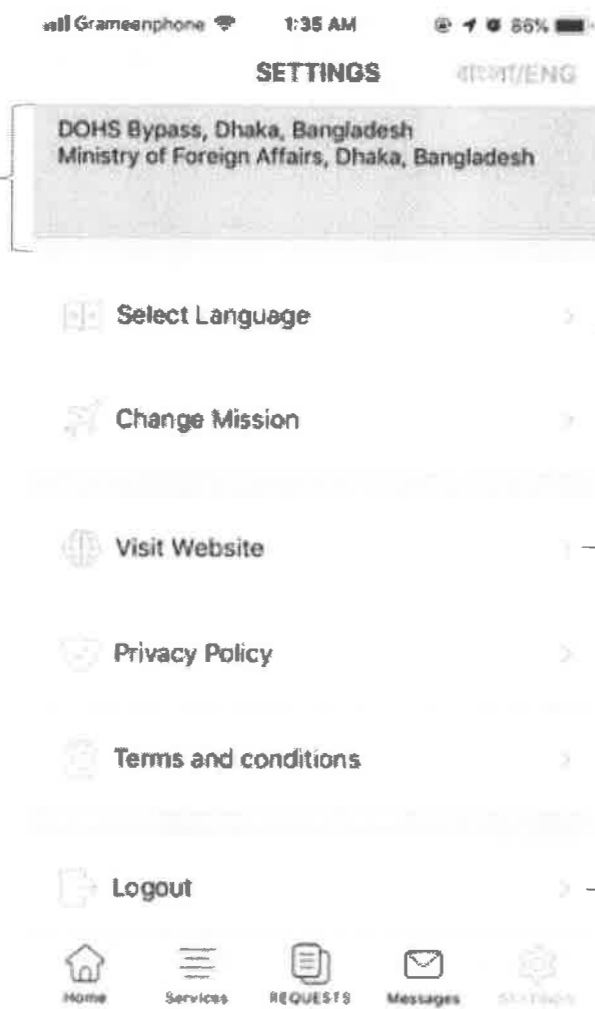 Grameenphone 1:35 AM 86%
SETTINGS বাংলা/ENG
DOHS Bypass, Dhaka, Bangladesh
Ministry of Foreign Affairs, Dhaka, Bangladesh
Select Language
Change Mission
Visit Website
Privacy Policy
Terms and conditions
Logout
Home Services REQUESTS Messages SETTINGS